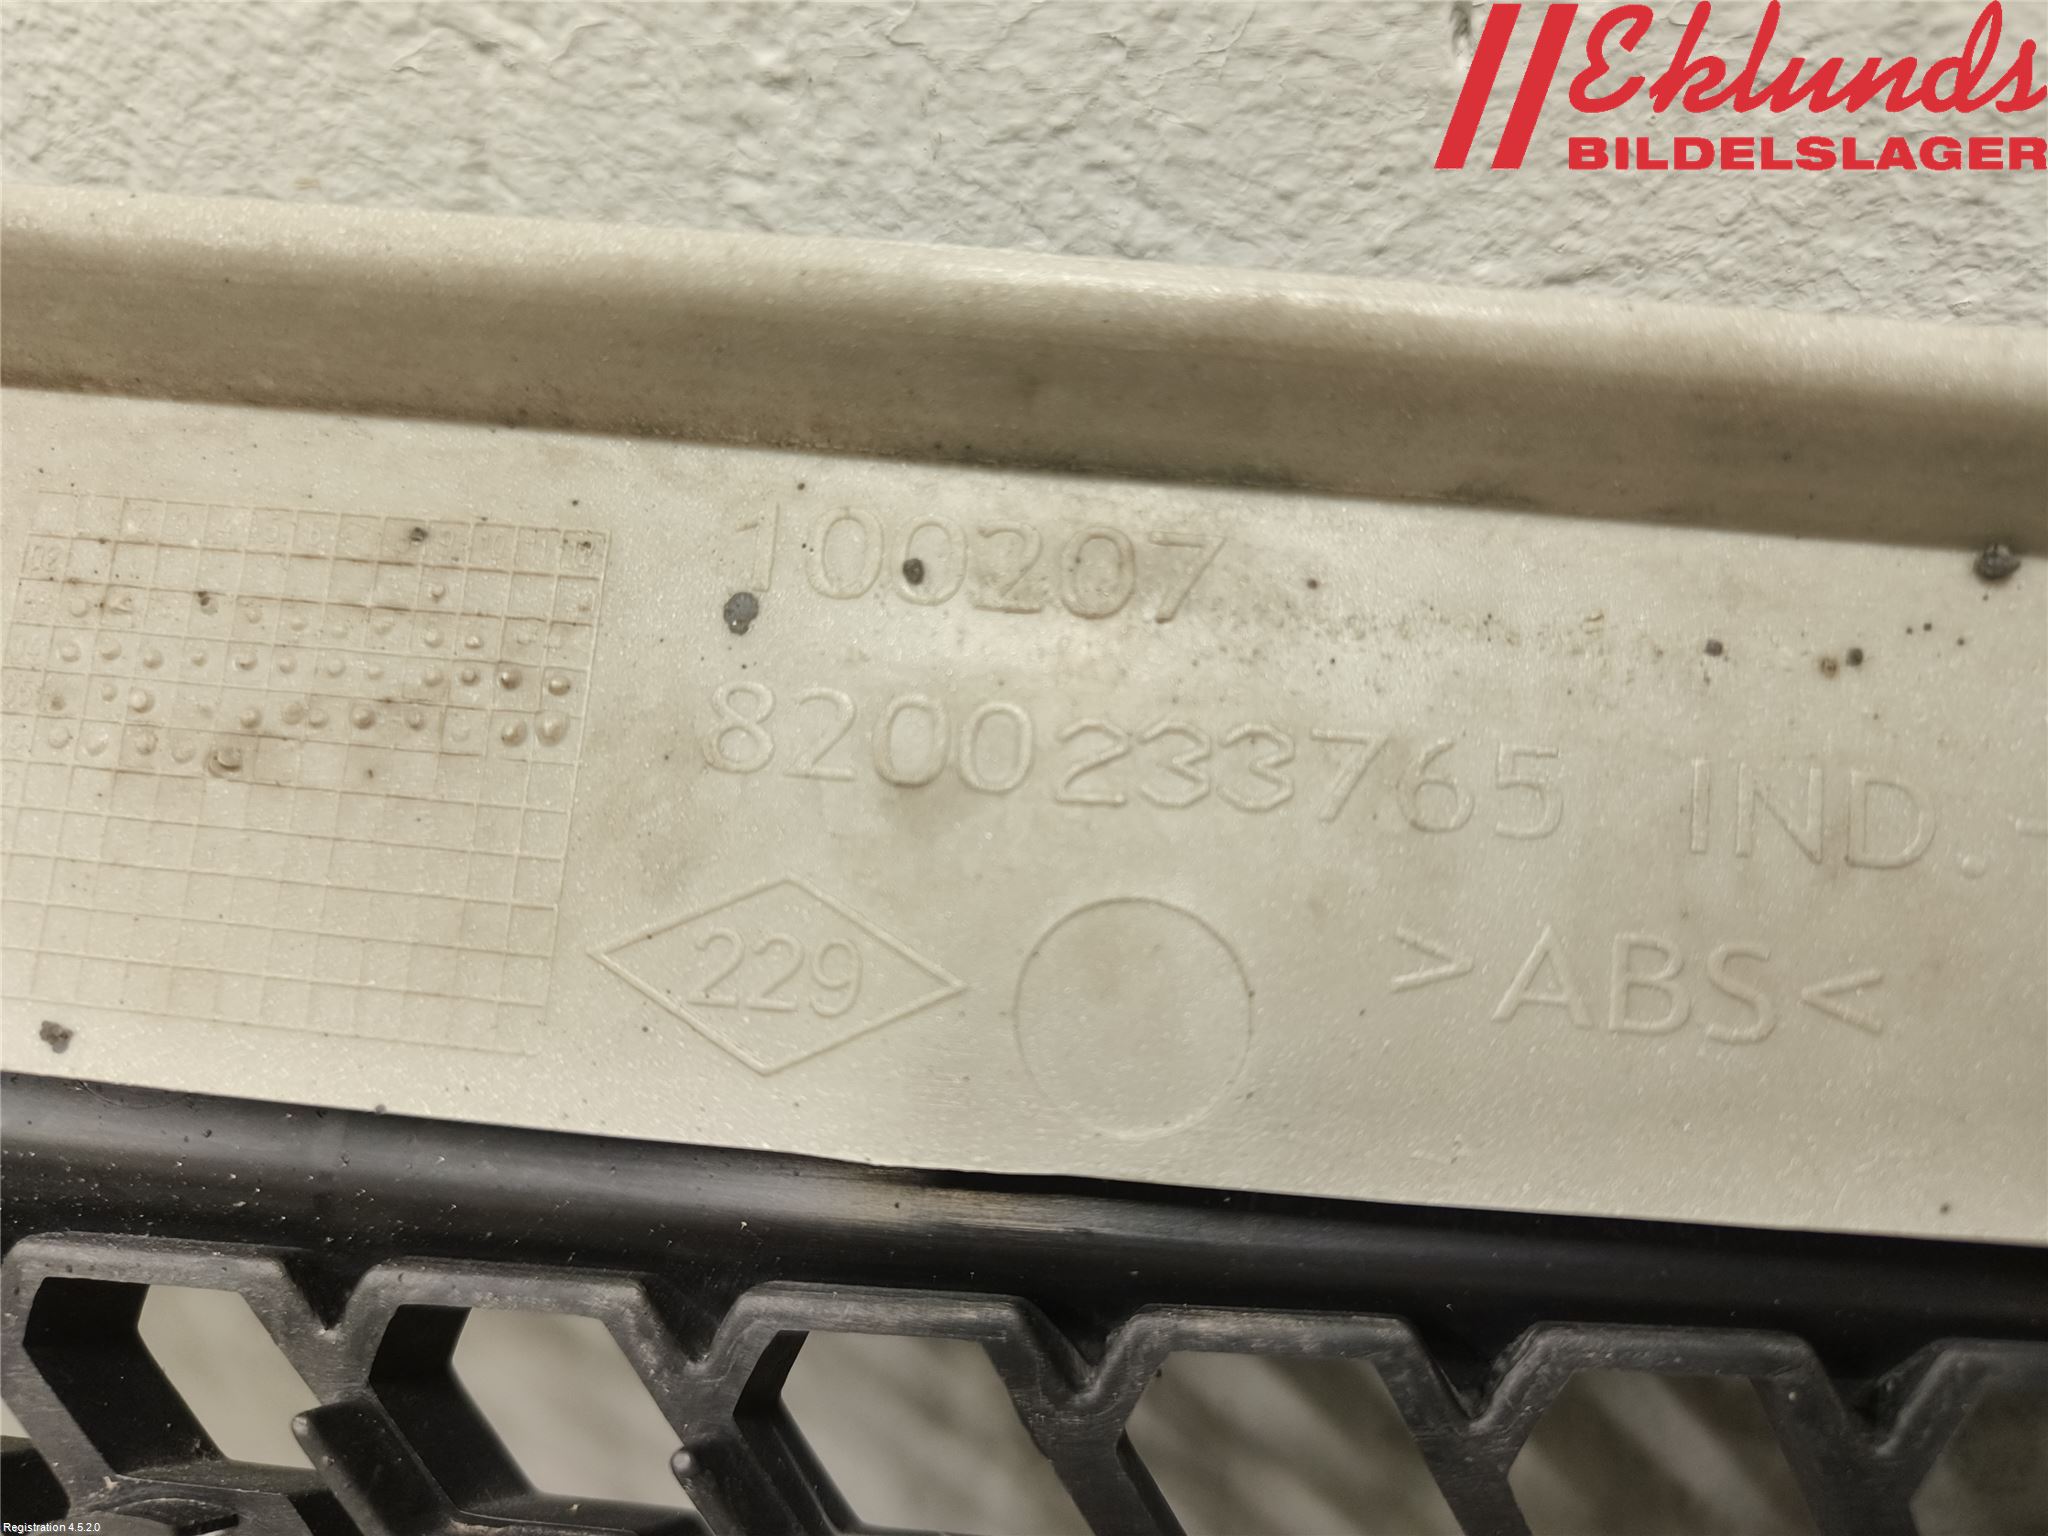 Eklunds
BILDELSLAGER
100207
8200233765 IND. -
229
>ABS<
Registration 4.5.2.0